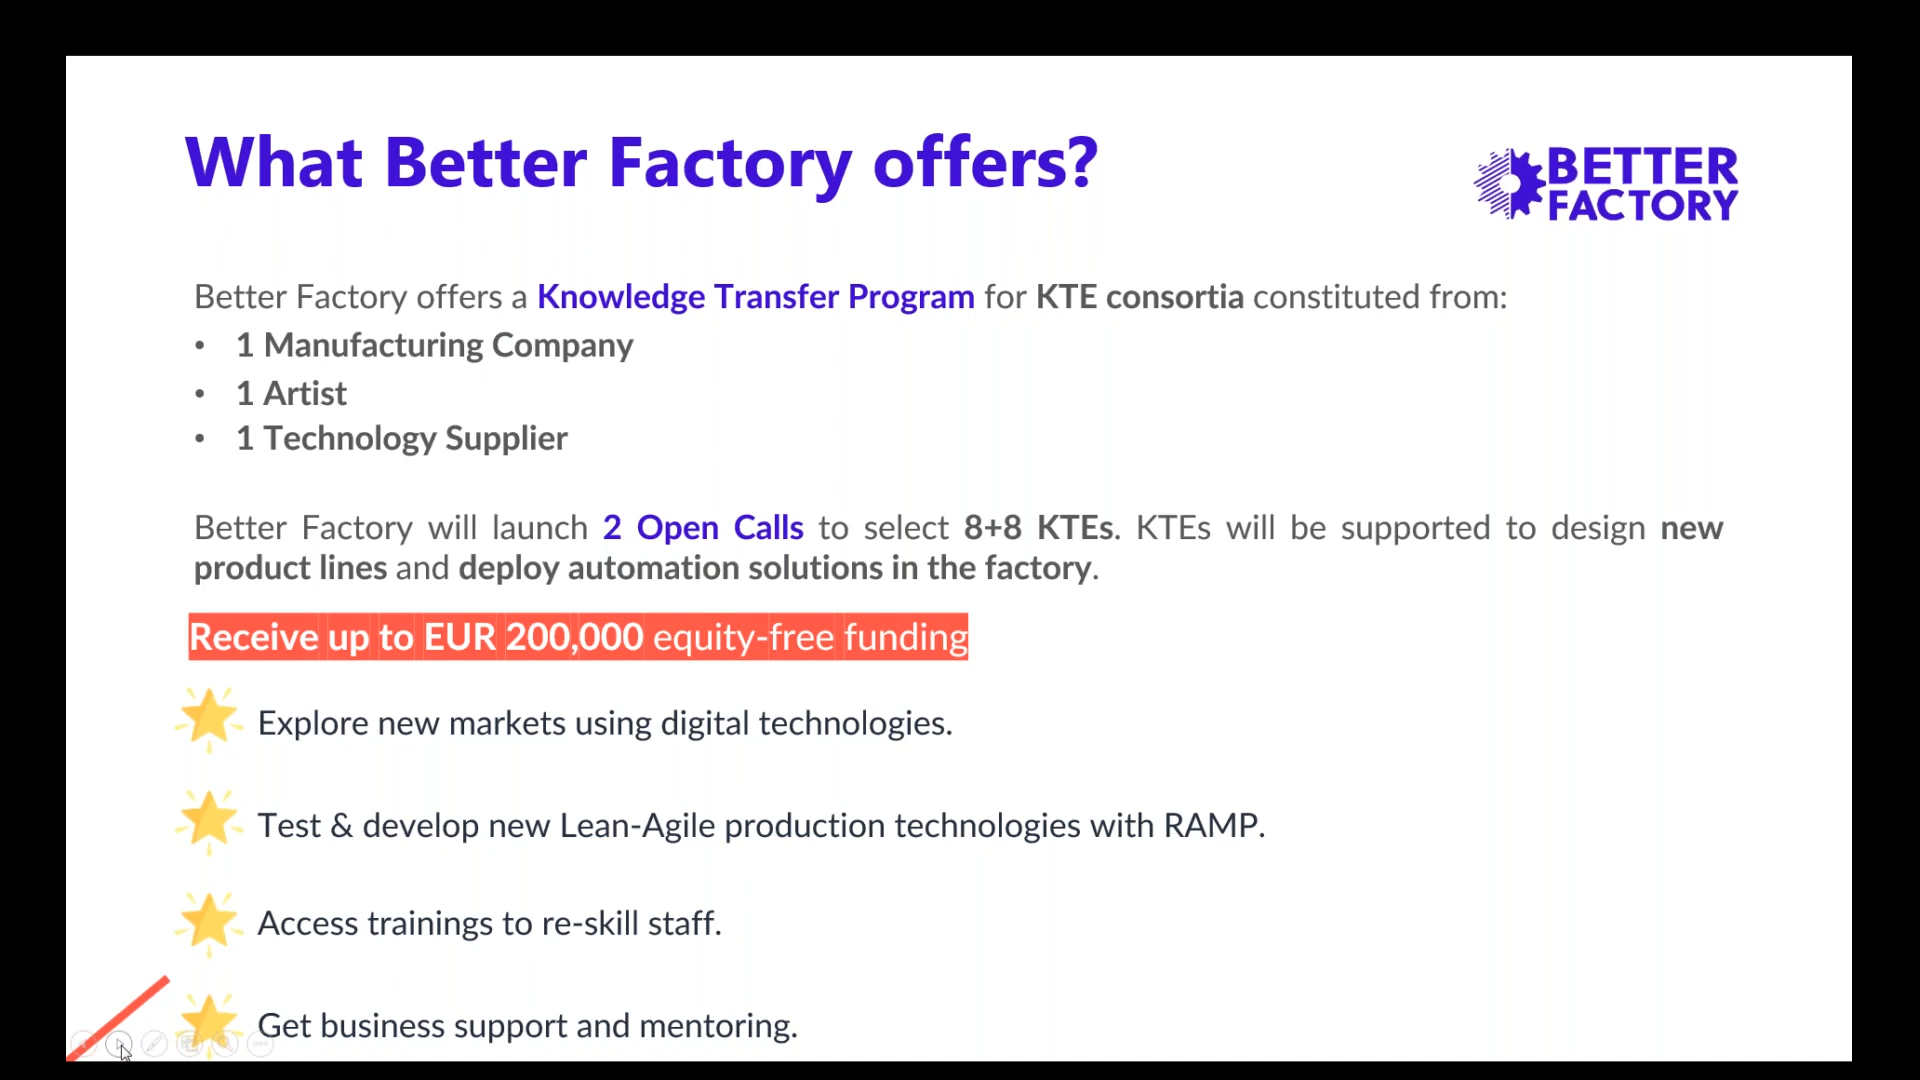 What Better Factory offers?
BETTER
FACTORY
Better Factory offers a Knowledge Transfer Program for KTE consortia constituted from:
• 1 Manufacturing Company
• 1 Artist
• 1 Technology Supplier
Better Factory will launch 2 Open Calls to select 8+8 KTEs. KTEs will be supported to design new
product lines and deploy automation solutions in the factory.
Receive up to EUR 200,000 equity-free funding
Explore new markets using digital technologies.
Test & develop new Lean-Agile production technologies with RAMP.
Access trainings to re-skill staff.
Get business support and mentoring.